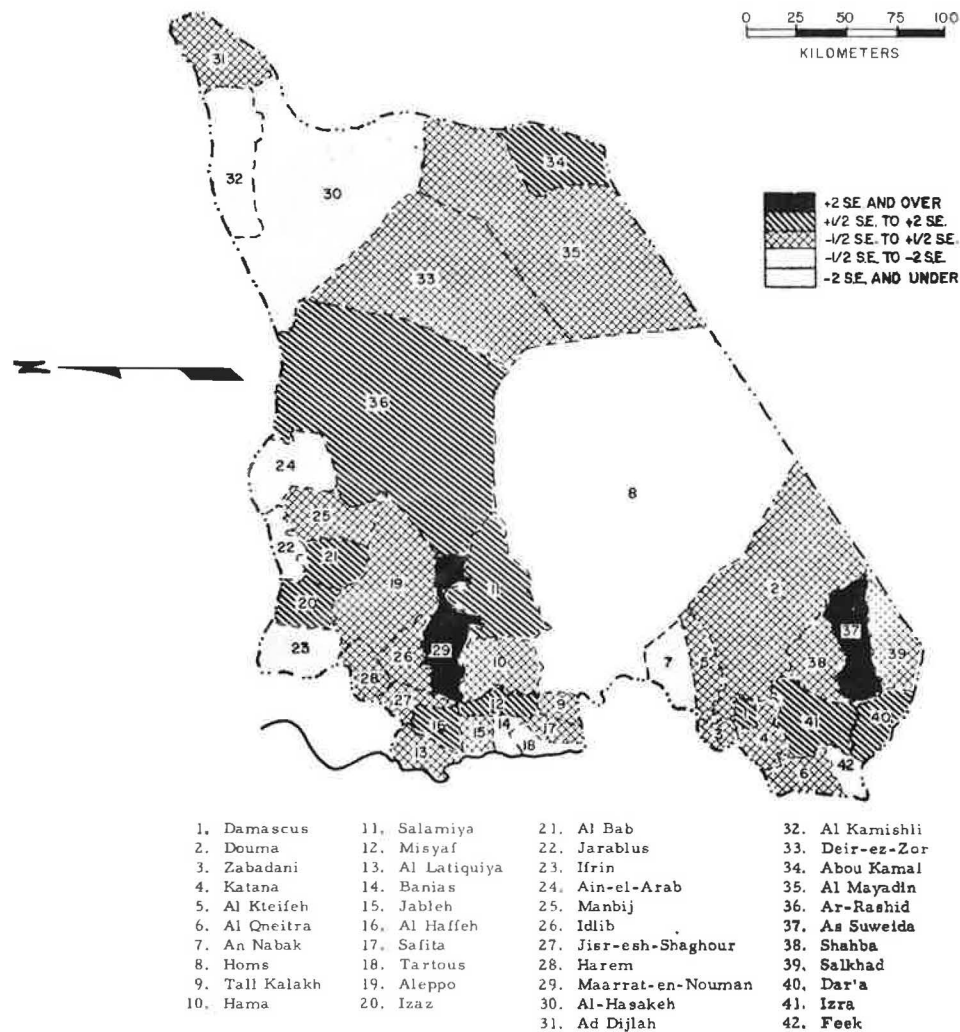 0 25 50 75 100
KILOMETERS
+2 S.E. AND OVER
+1/2 S.E. TO +2 S.E.
-1/2 S.E. TO +1/2 S.E.
-1/2 S.E. TO -2 S.E.
-2 S.E. AND UNDER
N
31
34
32
30
35
33
36
24
8
25
22
21
2
19
11
20
37
29
23
26
10
7
5
38
39
28
27
12
9
16
14
1
41
40
15
17
3
4
13
18
42
6
1. Damascus
2. Douma
3. Zabadani
4. Katana
5. Al Kteifeh
6. Al Qneitra
7. An Nabak
8. Homs
9. Tall Kalakh
10. Hama
11. Salamiya
12. Misyaf
13. Al Latiquiya
14. Banias
15. Jableh
16. Al Haffeh
17. Safita
18. Tartous
19. Aleppo
20. Izaz
21. Al Bab
22. Jarablus
23. Ifrin
24. Ain-el-Arab
25. Manbij
26. Idlib
27. Jisr-esh-Shaghour
28. Harem
29. Maarrat-en-Nouman
30. Al-Hasakeh
31. Ad Dijlah
32. Al Kamishli
33. Deir-ez-Zor
34. Abou Kamal
35. Al Mayadin
36. Ar-Rashid
37. As Suweida
38. Shahba
39. Salkhad
40. Dar'a
41. Izra
42. Feek